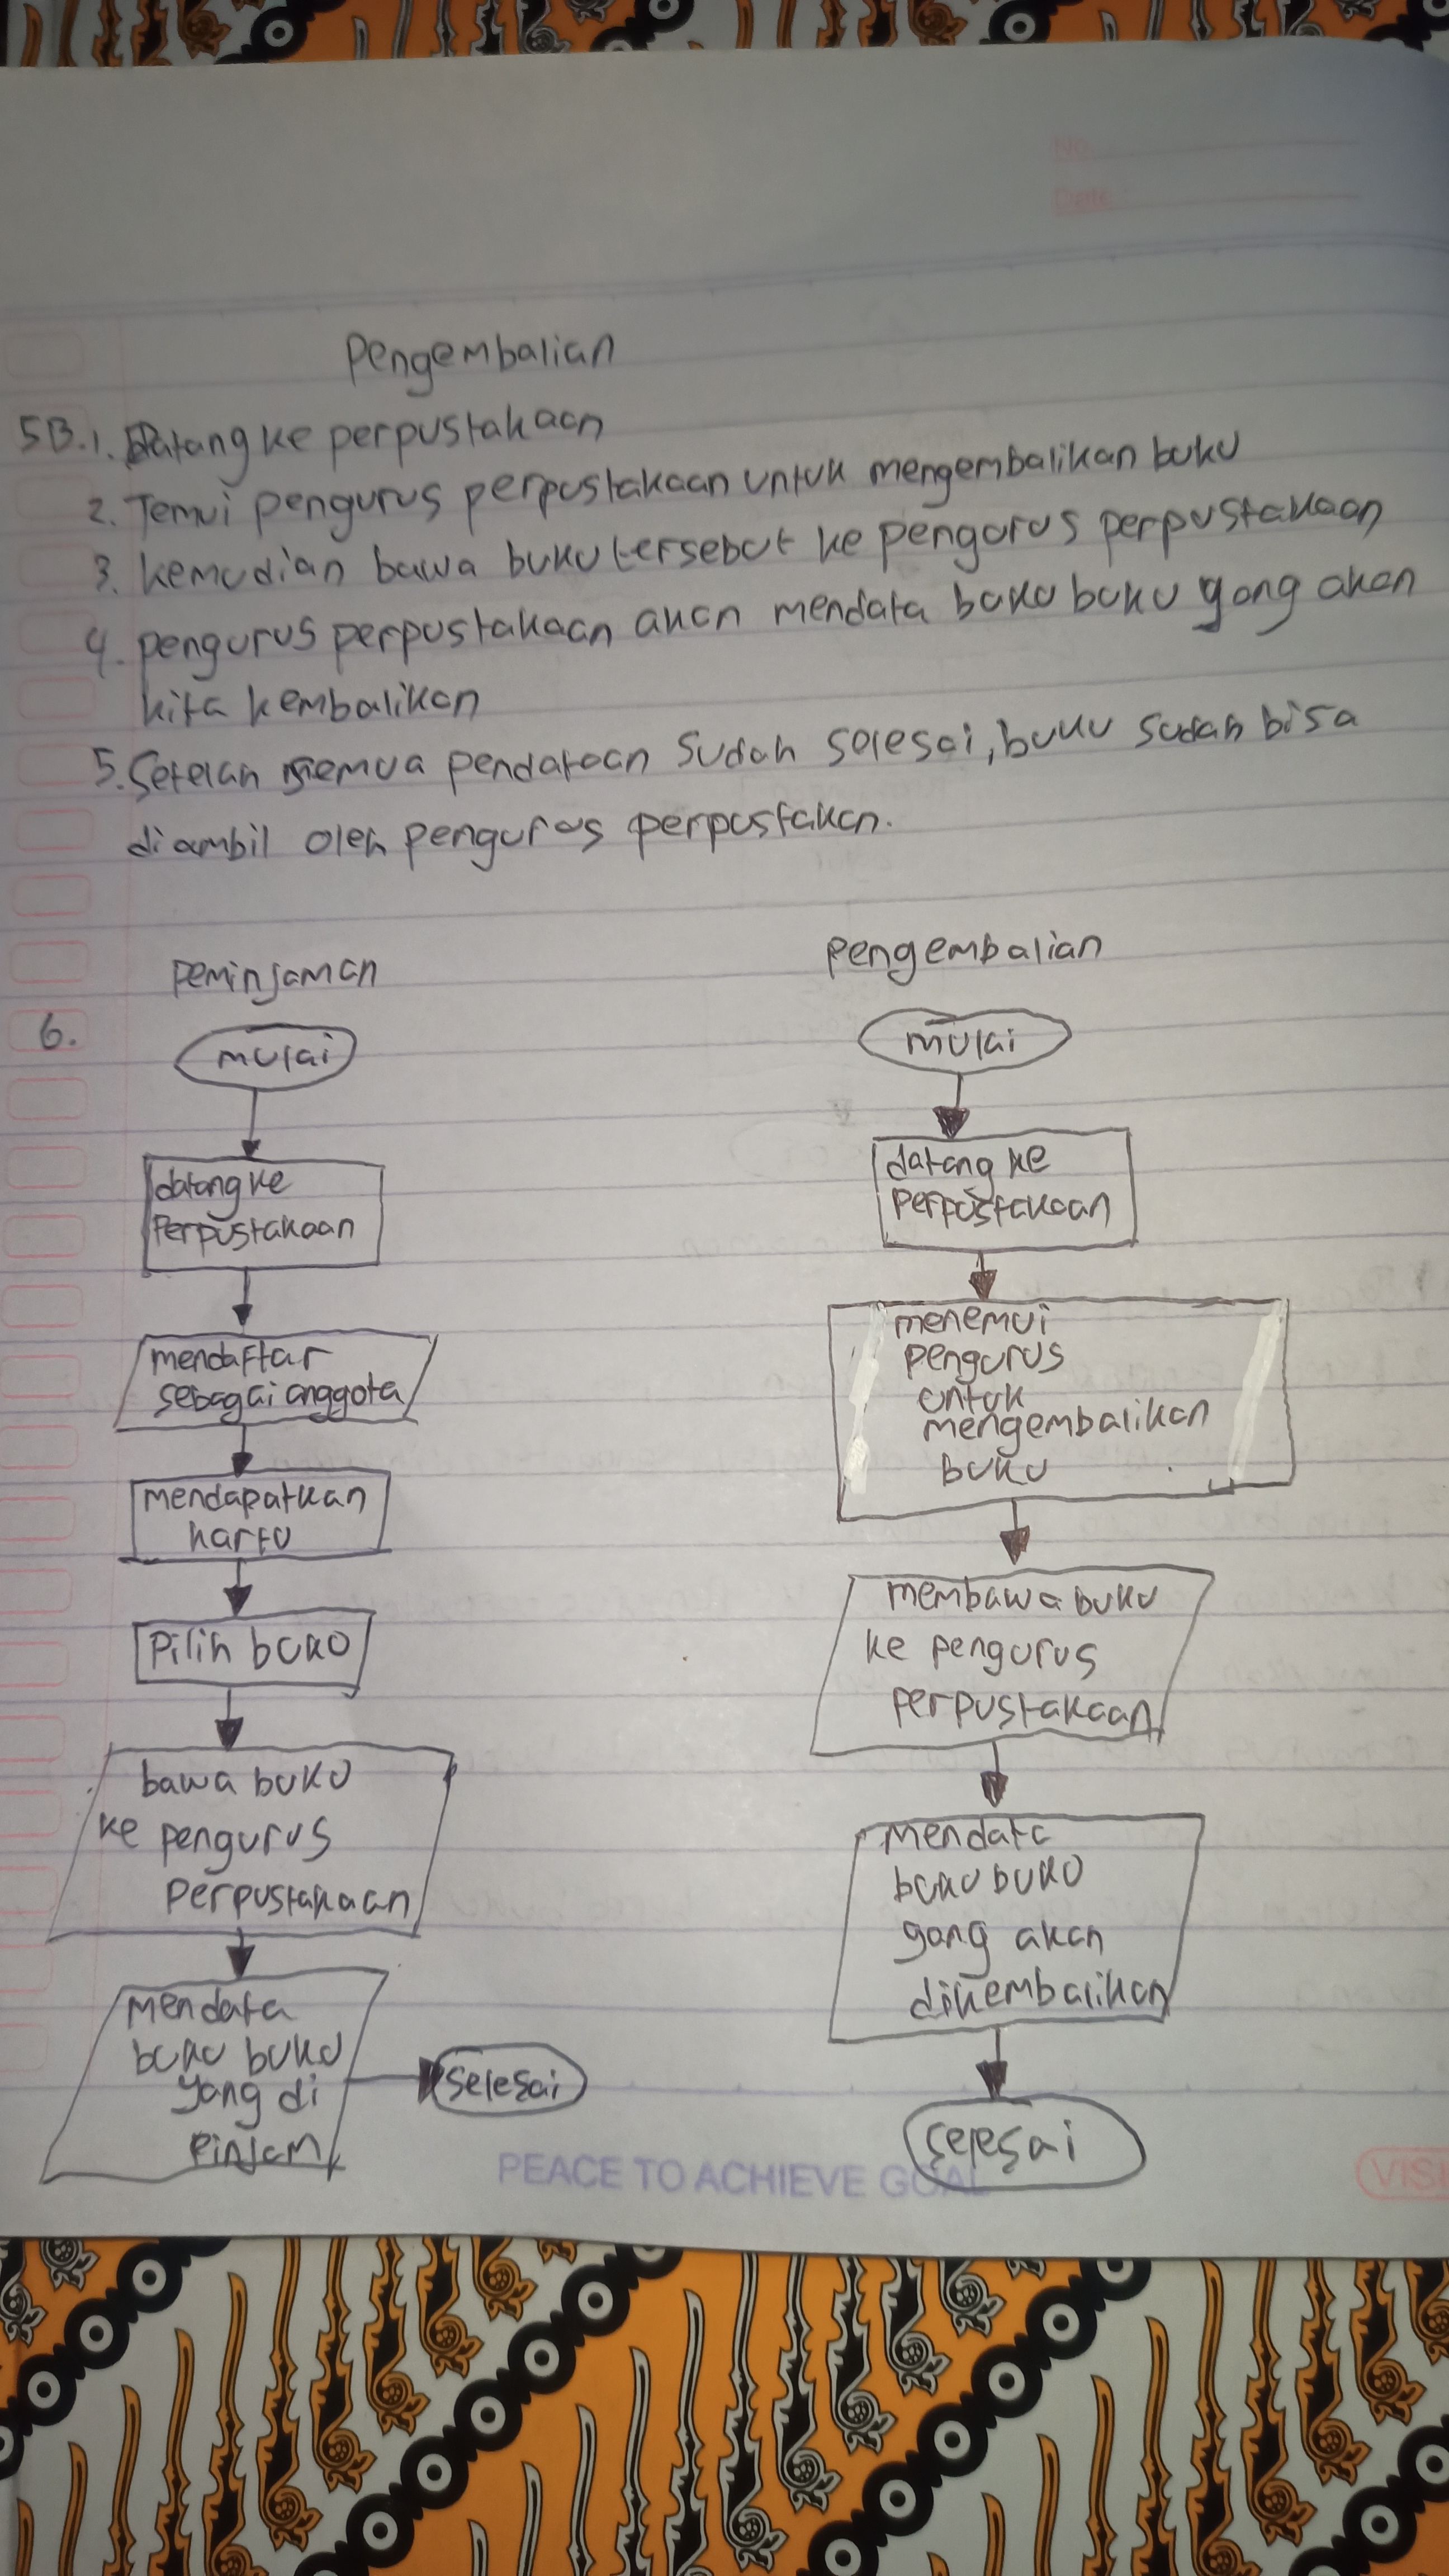 No.
Date
Pengembalian
5B.1. Datang ke perpustakaan
2. Temui pengurus perpustakaan untuk mengembalikan buku
3. kemudian bawa buku tersebut ke pengurus perpustakaan
4. pengurus perpustakaan akan mendata buku buku yang akan
kita kembalikan
5. Setelah semua pendataan sudah selesai, buku sudah bisa
diambil oleh pengurus perpustakan.
6.
peminjaman
mulai
datang ke
Perpustakaan
mendaftar
sebagai anggota
mendapatkan
kartu
Pilih buku
bawa buku
ke pengurus
Perpustakaan
Mendata
buku buku
yang di
Pinjam
Selesai
Pengembalian
mulai
datang ke
Perpustakaan
menemui
pengurus
untuk
mengembalikan
buku
membawa buku
ke pengurus
perpustakaan
Mendata
buku buku
yang akan
dikembalikan
Selesai
PEACE TO ACHIEVE GOAL